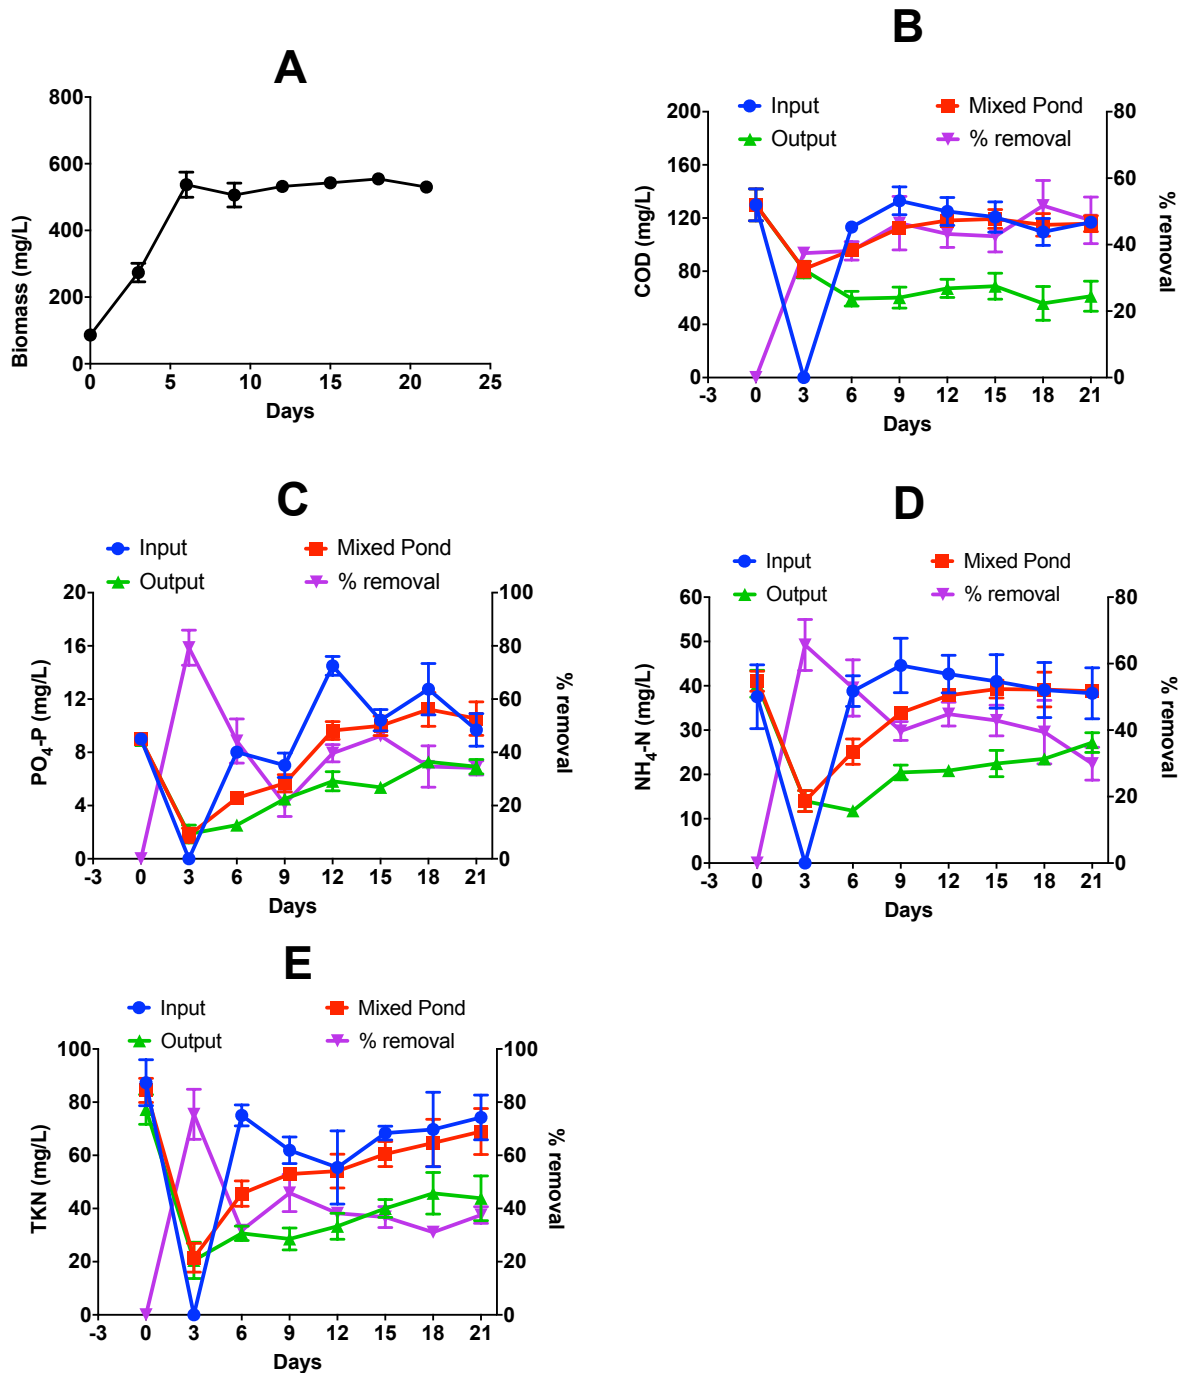 A
Biomass (mg/L)
800
600
400
200
0
0 5 10 15 20 25
Days
B
Input Mixed Pond
Output % removal
COD (mg/L)
200
160
120
80
40
0
80
60
40
20
0
% removal
-3 0 3 6 9 12 15 18 21
Days
C
Input Mixed Pond
Output % removal
PO4-P (mg/L)
20
16
12
8
4
0
100
80
60
40
20
0
% removal
-3 0 3 6 9 12 15 18 21
Days
D
Input Mixed Pond
Output % removal
NH4-N (mg/L)
60
50
40
30
20
10
0
80
60
40
20
0
% removal
-3 0 3 6 9 12 15 18 21
Days
E
Input Mixed Pond
Output % removal
TKN (mg/L)
100
80
60
40
20
0
100
80
60
40
20
0
% removal
-3 0 3 6 9 12 15 18 21
Days